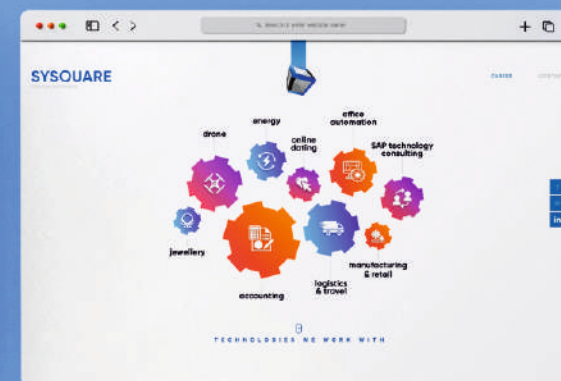 SYSQUARE
energy
office
automation
drone
online
dating
SAP technology
consulting
jewellery
manufacturing
& retail
logistics
& travel
accounting
TECHNOLOGIES WE WORK WITH
in